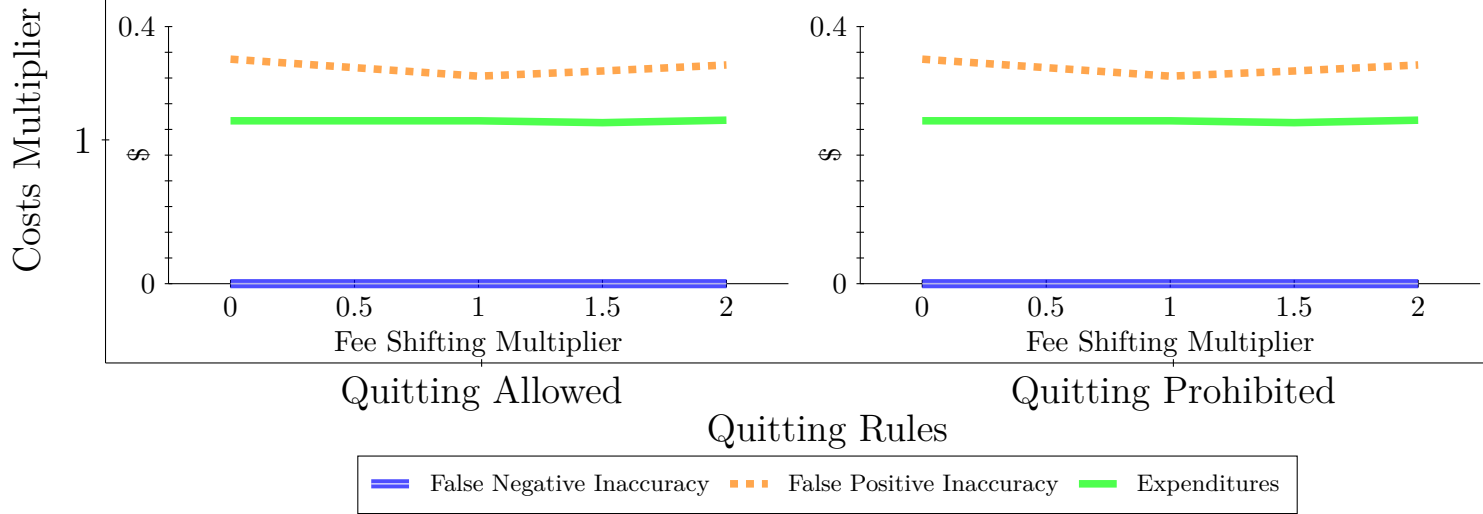 Costs Multiplier
1
0.4
$
0
0 0.5 1 1.5 2
Fee Shifting Multiplier
0.4
$
0
0 0.5 1 1.5 2
Fee Shifting Multiplier
Quitting Allowed
Quitting Prohibited
Quitting Rules
False Negative Inaccuracy False Positive Inaccuracy Expenditures